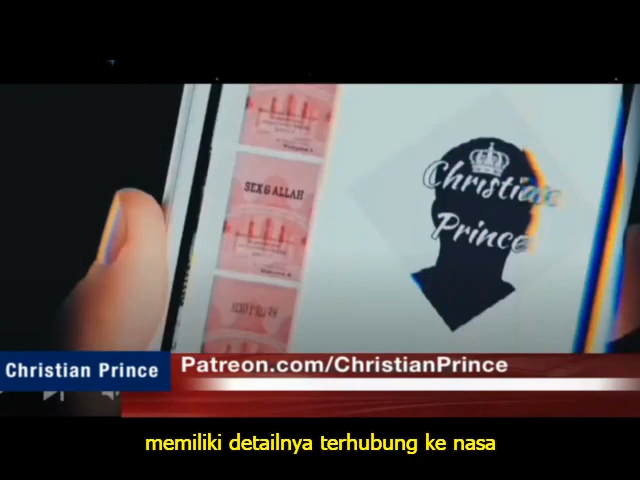 SEX & ALLAH
Christian
Prince
Christian Prince
Patreon.com/ChristianPrince
memiliki detailnya terhubung ke nasa